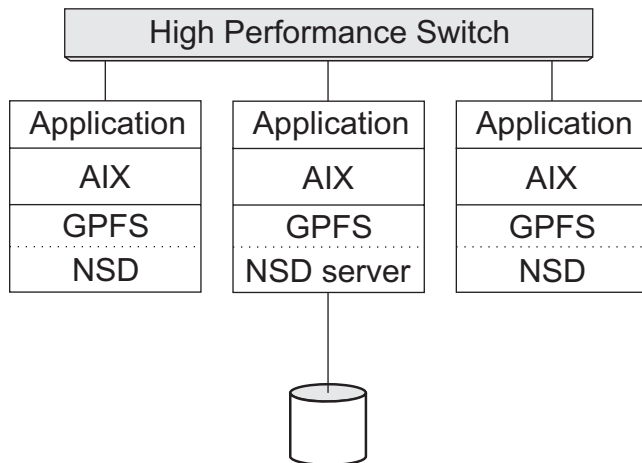 High Performance Switch
Application
AIX
GPFS
NSD
Application
AIX
GPFS
NSD server
Application
AIX
GPFS
NSD